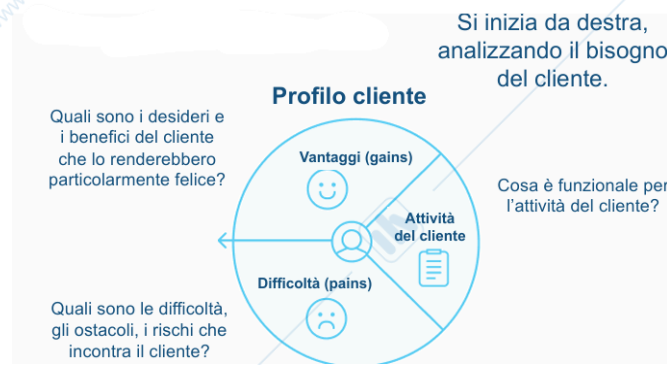 Si inizia da destra,
analizzando il bisogno
del cliente.
Profilo cliente
Quali sono i desideri e
i benefici del cliente
che lo renderebbero
particolarmente felice?
Vantaggi (gains)
Cosa è funzionale per
l'attività del cliente?
Attività
del cliente
Difficoltà (pains)
Quali sono le difficoltà,
gli ostacoli, i rischi che
incontra il cliente?